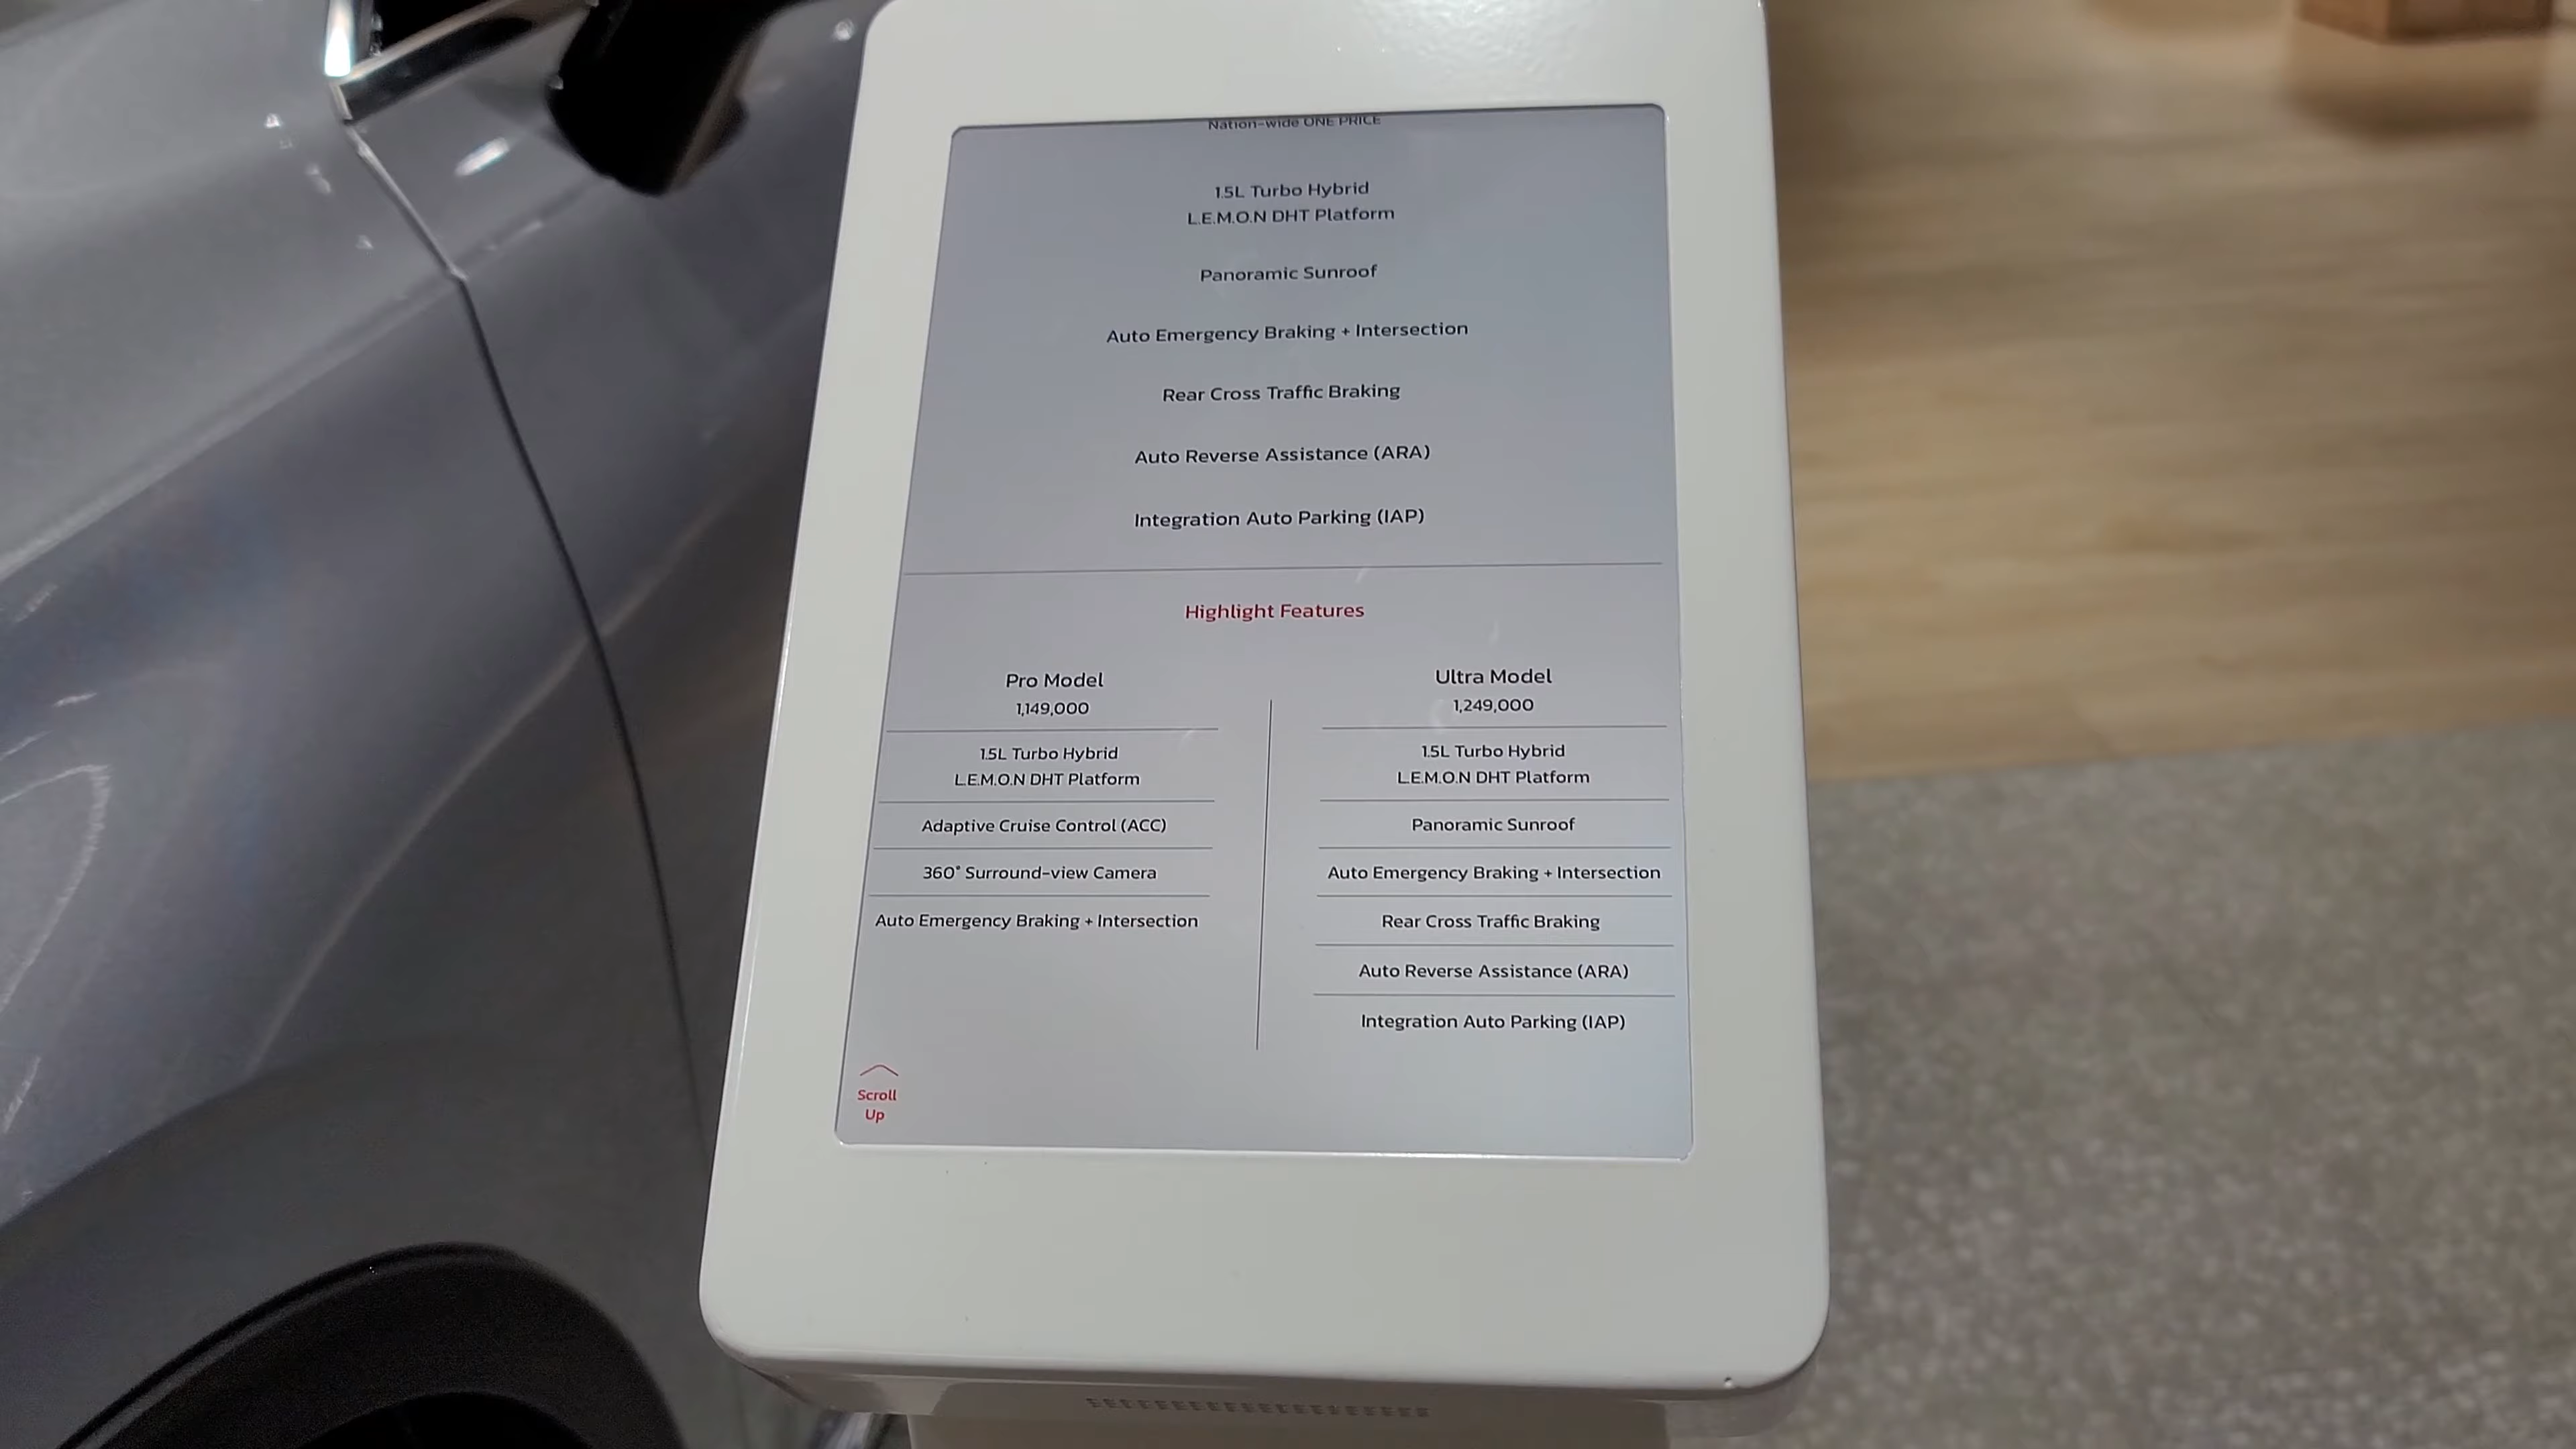 Nation-wide ONE PRICE
1.5L Turbo Hybrid
L.E.M.O.N DHT Platform
Panoramic Sunroof
Auto Emergency Braking + Intersection
Rear Cross Traffic Braking
Auto Reverse Assistance (ARA)
Integration Auto Parking (IAP)
Highlight Features
Pro Model
1,149,000
1.5L Turbo Hybrid
L.E.M.O.N DHT Platform
Adaptive Cruise Control (ACC)
360° Surround-view Camera
Auto Emergency Braking + Intersection
Ultra Model
1,249,000
1.5L Turbo Hybrid
L.E.M.O.N DHT Platform
Panoramic Sunroof
Auto Emergency Braking + Intersection
Rear Cross Traffic Braking
Auto Reverse Assistance (ARA)
Integration Auto Parking (IAP)
Scroll
Up